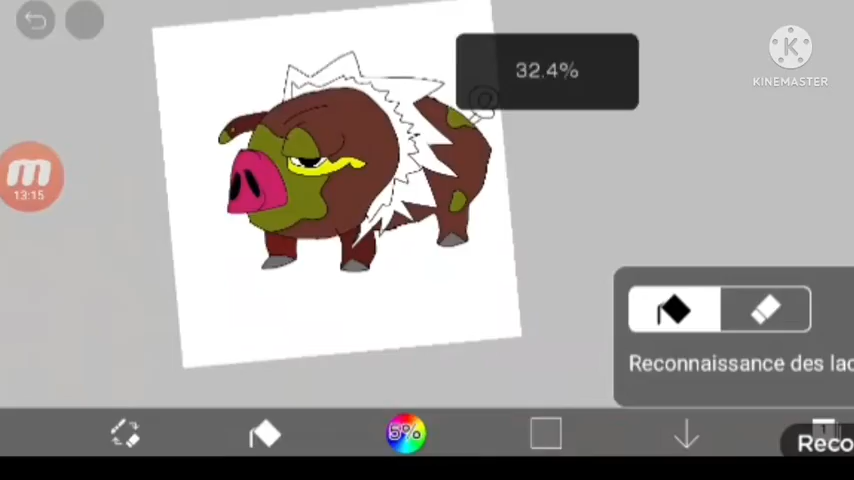 32.4%
KINEMASTER
13:15
Reconnaissance des lac
5%
Reco